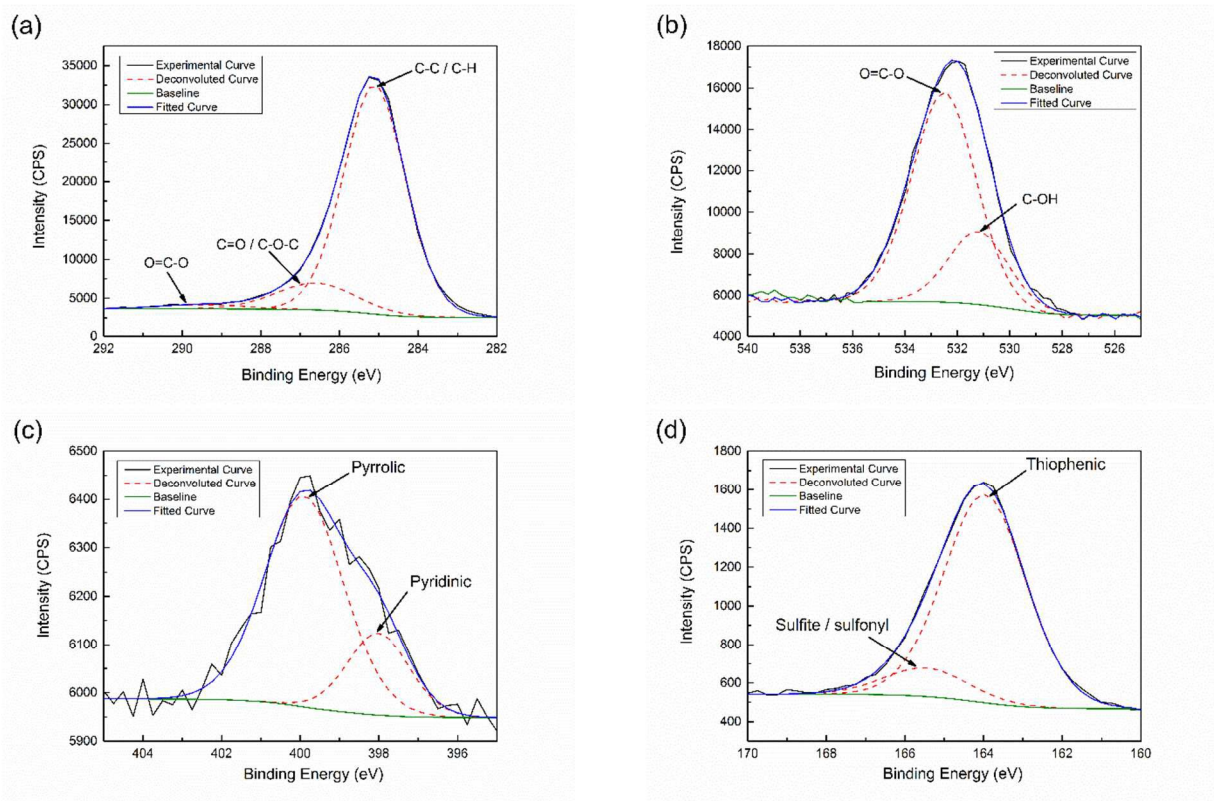 (a)
Experimental Curve
Deconvoluted Curve
Baseline
Fitted Curve
C-C / C-H
C=O / C-O-C
O=C-O
35000
30000
25000
20000
15000
10000
5000
0
292
290
288
286
284
282
Intensity (CPS)
Binding Energy (eV)
(b)
Experimental Curve
Deconvoluted Curve
Baseline
Fitted Curve
O=C-O
C-OH
18000
16000
14000
12000
10000
8000
6000
4000
540
538
536
534
532
530
528
526
Intensity (CPS)
Binding Energy (eV)
(c)
Experimental Curve
Deconvoluted Curve
Baseline
Fitted Curve
Pyrrolic
Pyridinic
6500
6400
6300
6200
6100
6000
5900
404
402
400
398
396
Intensity (CPS)
Binding Energy (eV)
(d)
Experimental Curve
Deconvoluted Curve
Baseline
Fitted Curve
Thiophenic
Sulfite / sulfonyl
1800
1600
1400
1200
1000
800
600
400
170
168
166
164
162
160
Intensity (CPS)
Binding Energy (eV)